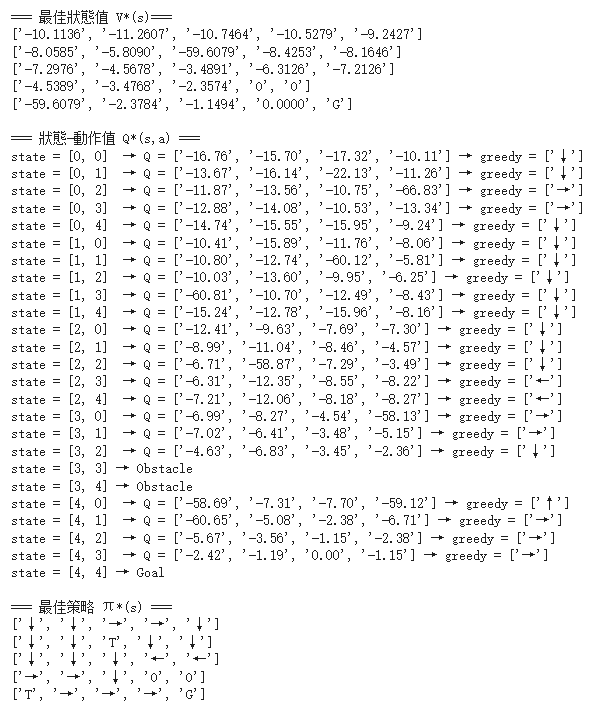 === 最佳狀態值 V*(s)===
['-10.1136', '-11.2607', '-10.7464', '-10.5279', '-9.2427']
['-8.0585', '-5.8090', '-59.6079', '-8.4253', '-8.1646']
['-7.2976', '-4.5678', '-3.4891', '-6.3126', '-7.2126']
['-4.5389', '-3.4768', '-2.3574', 'O', 'O']
['-59.6079', '-2.3784', '-1.1494', '0.0000', 'G']

=== 狀態-動作值 Q*(s,a) ===
state = [0, 0] → Q = ['-16.76', '-15.70', '-17.32', '-10.11'] → greedy = ['↓']
state = [0, 1] → Q = ['-13.67', '-16.14', '-22.13', '-11.26'] → greedy = ['↓']
state = [0, 2] → Q = ['-11.87', '-13.56', '-10.75', '-66.83'] → greedy = ['→']
state = [0, 3] → Q = ['-12.88', '-14.08', '-10.53', '-13.34'] → greedy = ['→']
state = [0, 4] → Q = ['-14.74', '-15.55', '-15.95', '-9.24'] → greedy = ['↓']
state = [1, 0] → Q = ['-10.41', '-15.89', '-11.76', '-8.06'] → greedy = ['↓']
state = [1, 1] → Q = ['-10.80', '-12.74', '-60.12', '-5.81'] → greedy = ['↓']
state = [1, 2] → Q = ['-10.03', '-13.60', '-9.95', '-6.25'] → greedy = ['↓']
state = [1, 3] → Q = ['-60.81', '-10.70', '-12.49', '-8.43'] → greedy = ['↓']
state = [1, 4] → Q = ['-15.24', '-12.78', '-15.96', '-8.16'] → greedy = ['↓']
state = [2, 0] → Q = ['-12.41', '-9.63', '-7.69', '-7.30'] → greedy = ['↓']
state = [2, 1] → Q = ['-8.99', '-11.04', '-8.46', '-4.57'] → greedy = ['↓']
state = [2, 2] → Q = ['-6.71', '-58.87', '-7.29', '-3.49'] → greedy = ['↓']
state = [2, 3] → Q = ['-6.31', '-12.35', '-8.55', '-8.22'] → greedy = ['←']
state = [2, 4] → Q = ['-7.21', '-12.06', '-8.18', '-8.27'] → greedy = ['←']
state = [3, 0] → Q = ['-6.99', '-8.27', '-4.54', '-58.13'] → greedy = ['→']
state = [3, 1] → Q = ['-7.02', '-6.41', '-3.48', '-5.15'] → greedy = ['→']
state = [3, 2] → Q = ['-4.63', '-6.83', '-3.45', '-2.36'] → greedy = ['↓']
state = [3, 3] → Obstacle
state = [3, 4] → Obstacle
state = [4, 0] → Q = ['-58.69', '-7.31', '-7.70', '-59.12'] → greedy = ['↑']
state = [4, 1] → Q = ['-60.65', '-5.08', '-2.38', '-6.71'] → greedy = ['→']
state = [4, 2] → Q = ['-5.67', '-3.56', '-1.15', '-2.38'] → greedy = ['→']
state = [4, 3] → Q = ['-2.42', '-1.19', '0.00', '-1.15'] → greedy = ['→']
state = [4, 4] → Goal

=== 最佳策略 π*(s) ===
['↓', '↓', '→', '→', '↓']
['↓', '↓', 'T', '↓', '↓']
['↓', '↓', '↓', '←', '←']
['→', '→', '↓', 'O', 'O']
['T', '→', '→', '→', 'G']